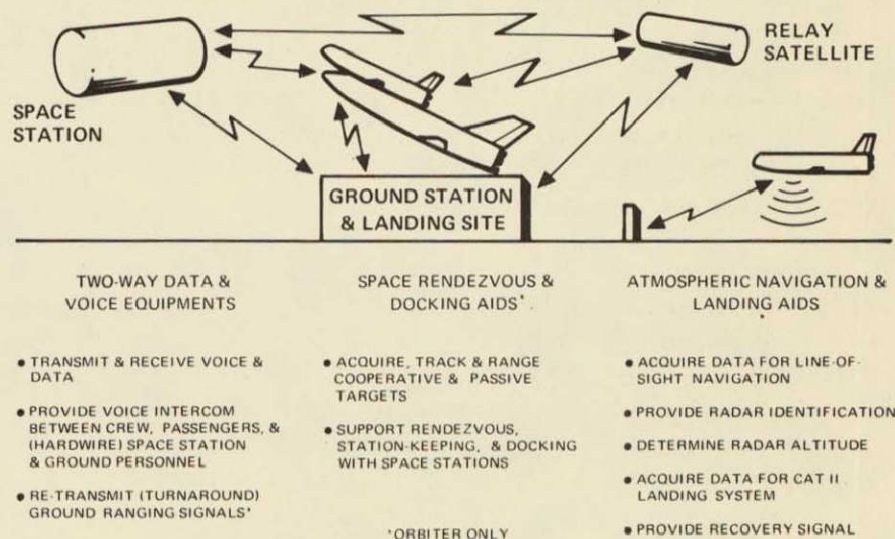 SPACE
STATION
RELAY
SATELLITE
GROUND STATION
& LANDING SITE
TWO-WAY DATA &
VOICE EQUIPMENTS
• TRANSMIT & RECEIVE VOICE &
DATA
• PROVIDE VOICE INTERCOM
BETWEEN CREW, PASSENGERS, &
(HARDWIRE) SPACE STATION
& GROUND PERSONNEL
• RE-TRANSMIT (TURNAROUND)
GROUND RANGING SIGNALS*
SPACE RENDEZVOUS &
DOCKING AIDS*
• ACQUIRE, TRACK & RANGE
COOPERATIVE & PASSIVE
TARGETS
• SUPPORT RENDEZVOUS,
STATION-KEEPING, & DOCKING
WITH SPACE STATIONS
*ORBITER ONLY
ATMOSPHERIC NAVIGATION &
LANDING AIDS
• ACQUIRE DATA FOR LINE-OF-
SIGHT NAVIGATION
• PROVIDE RADAR IDENTIFICATION
• DETERMINE RADAR ALTITUDE
• ACQUIRE DATA FOR CAT II
LANDING SYSTEM
• PROVIDE RECOVERY SIGNAL